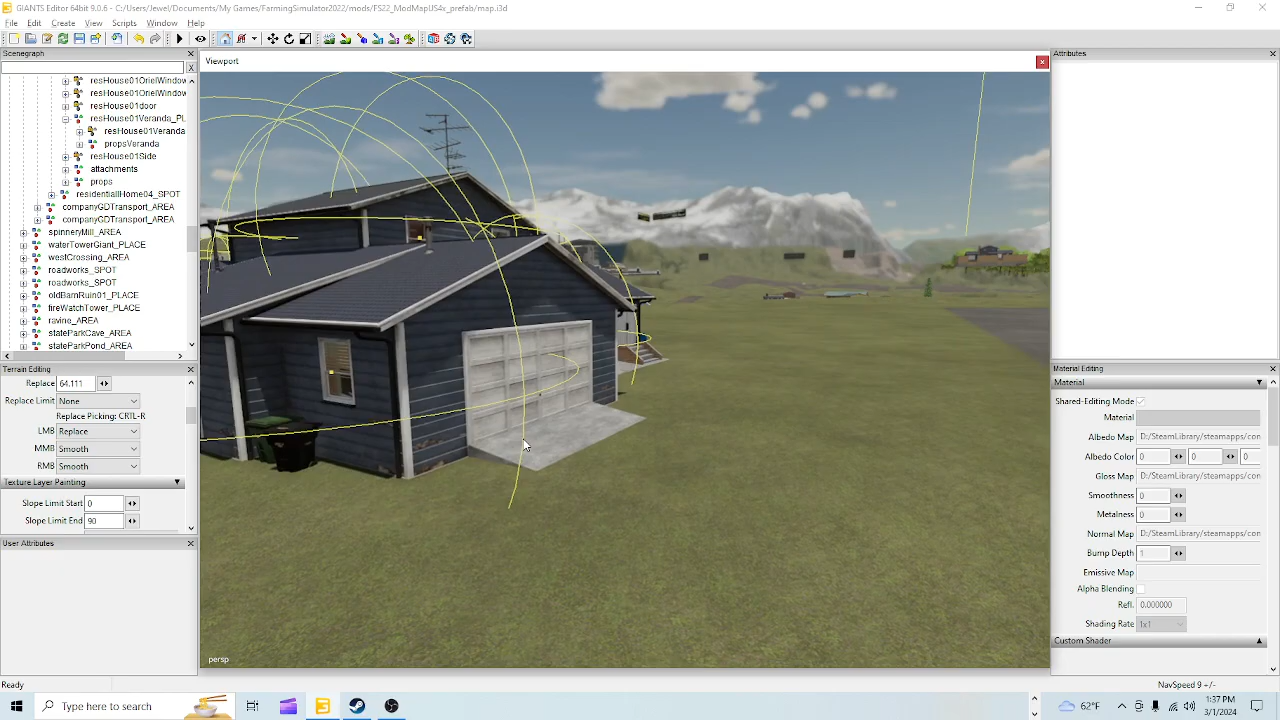 GIANTS Editor 64bit 9.0.6 - C:/Users/Jewel/Documents/My Games/FarmingSimulator2022/mods/FS22_ModMapUS4x_prefab/map.i3d
File Edit Create View Scripts Window Help
Scenegraph
X
resHouse01OrielWindow
resHouse01OrielWindow
resHouse01door
resHouse01Veranda_PL
resHouse01Veranda
propsVeranda
resHouse01Side
attachments
props
residentialHome04_SPOT
companyGDTransport_AREA
companyGDTransport_AREA
spinneryMill_AREA
waterTowerGiant_PLACE
westCrossing_AREA
roadworks_SPOT
roadworks_SPOT
oldBarnRuin01_PLACE
fireWatchTower_PLACE
ravine_AREA
stateParkCave_AREA
stateParkPond_AREA
Terrain Editing
Replace 64.111
Replace Limit None
Replace Picking: CTRL-R
LMB Replace
MMB Smooth
RMB Smooth
Texture Layer Painting
Slope Limit Start 0
Slope Limit End 90
User Attributes
Ready
Viewport
persp
Attributes
Material Editing
Material
Shared-Editing Mode
Material
Albedo Map D:/SteamLibrary/steamapps/con
Albedo Color 0 0 0
Gloss Map D:/SteamLibrary/steamapps/con
Smoothness 0
Metalness 0
Normal Map D:/SteamLibrary/steamapps/con
Bump Depth 1
Emissive Map
Alpha Blending
Refl. 0.000000
Shading Rate 1x1
Custom Shader
NavSpeed 9 +/-
Type here to search
62°F
1:37 PM
3/1/2024